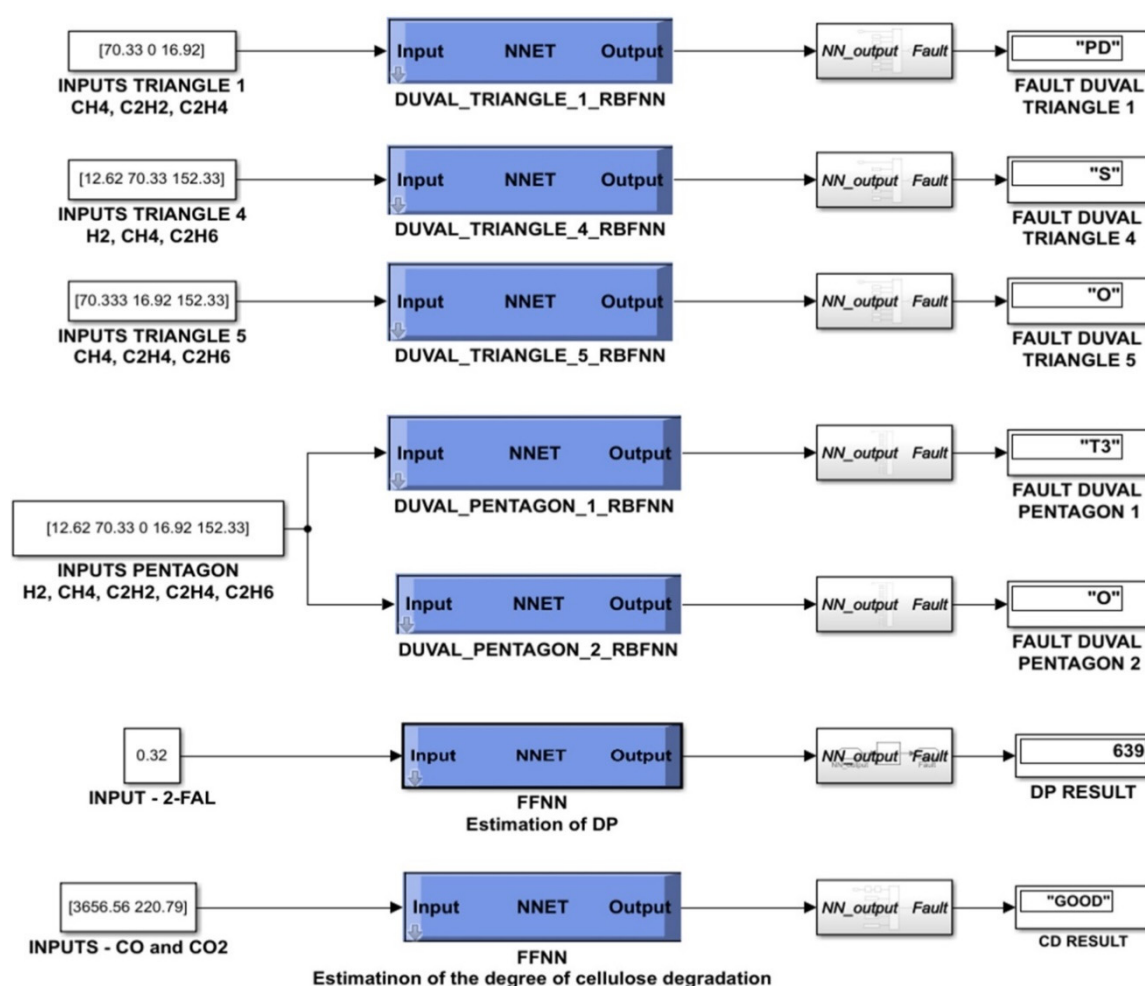 [70.33 0 16.92]
INPUTS TRIANGLE 1
CH4, C2H2, C2H4
Input NNET Output
DUVAL_TRIANGLE_1_RBFNN
NN_output Fault
"PD"
FAULT DUVAL
TRIANGLE 1
[12.62 70.33 152.33]
INPUTS TRIANGLE 4
H2, CH4, C2H6
Input NNET Output
DUVAL_TRIANGLE_4_RBFNN
NN_output Fault
"S"
FAULT DUVAL
TRIANGLE 4
[70.333 16.92 152.33]
INPUTS TRIANGLE 5
CH4, C2H4, C2H6
Input NNET Output
DUVAL_TRIANGLE_5_RBFNN
NN_output Fault
"O"
FAULT DUVAL
TRIANGLE 5
[12.62 70.33 0 16.92 152.33]
INPUTS PENTAGON
H2, CH4, C2H2, C2H4, C2H6
Input NNET Output
DUVAL_PENTAGON_1_RBFNN
NN_output Fault
"T3"
FAULT DUVAL
PENTAGON 1
Input NNET Output
DUVAL_PENTAGON_2_RBFNN
NN_output Fault
"O"
FAULT DUVAL
PENTAGON 2
0.32
INPUT - 2-FAL
Input NNET Output
FFNN
Estimation of DP
NN_output Fault
639
DP RESULT
[3656.56 220.79]
INPUTS - CO and CO2
Input NNET Output
FFNN
Estimatinon of the degree of cellulose degradation
NN_output Fault
"GOOD"
CD RESULT